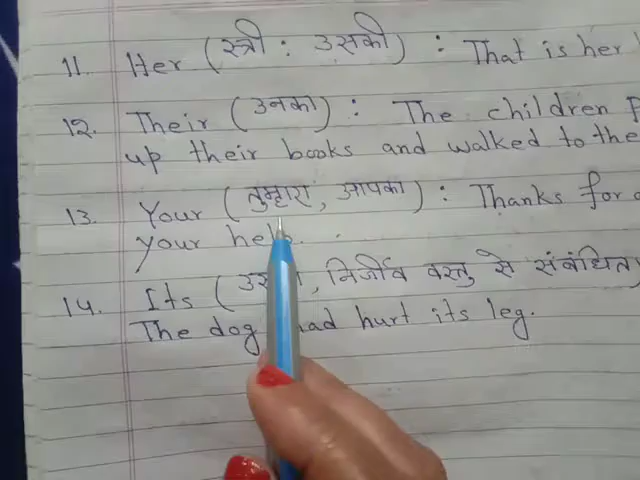 11. Her (स्त्री : उसकी) : That is her
12. Their (उनका) : The children
up their books and walked to the
13. Your (तुम्हारा, आपका) : Thanks for
your help.
14. Its (निर्जीव वस्तु से संबंधित)
The dog had hurt its leg.